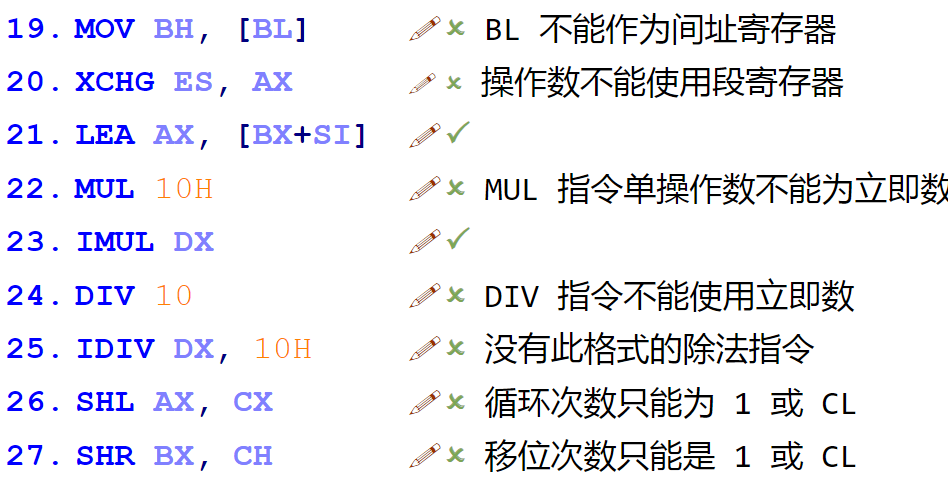 19. MOV BH, [BL] ✘ BL 不能作为间址寄存器
20. XCHG ES, AX ✘ 操作数不能使用段寄存器
21. LEA AX, [BX+SI] ✓
22. MUL 10H ✘ MUL 指令单操作数不能为立即数
23. IMUL DX ✓
24. DIV 10 ✘ DIV 指令不能使用立即数
25. IDIV DX, 10H ✘ 没有此格式的除法指令
26. SHL AX, CX ✘ 循环次数只能为 1 或 CL
27. SHR BX, CH ✘ 移位次数只能是 1 或 CL